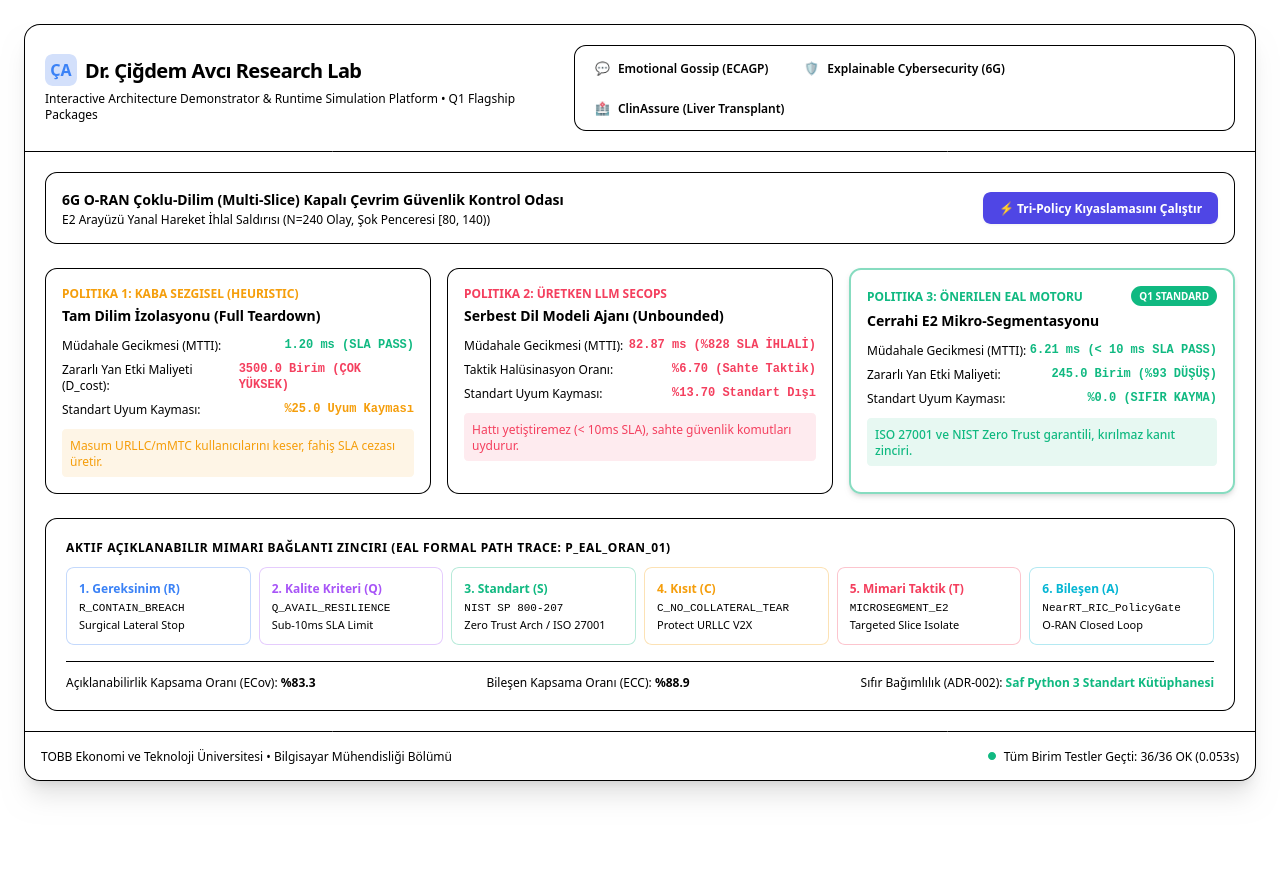 ÇA Dr. Çiğdem Avcı Research Lab
Interactive Architecture Demonstrator & Runtime Simulation Platform • Q1 Flagship
Packages
💬 Emotional Gossip (ECAGP)
🛡️ Explainable Cybersecurity (6G)
🏥 ClinAssure (Liver Transplant)
6G O-RAN Çoklu-Dilim (Multi-Slice) Kapalı Çevrim Güvenlik Kontrol Odası
E2 Arayüzü Yanal Hareket İhlal Saldırısı (N=240 Olay, Şok Penceresi [80, 140))
⚡ Tri-Policy Kıyaslamasını Çalıştır
POLITIKA 1: KABA SEZGISEL (HEURISTIC)
Tam Dilim İzolasyonu (Full Teardown)
Müdahale Gecikmesi (MTTI): 1.20 ms (SLA PASS)
Zararlı Yan Etki Maliyeti
(D_cost):
3500.0 Birim (ÇOK
YÜKSEK)
Standart Uyum Kayması: %25.0 Uyum Kayması
Masum URLLC/mMTC kullanıcılarını keser, fahiş SLA cezası
üretir.
POLITIKA 2: ÜRETKEN LLM SECOPS
Serbest Dil Modeli Ajanı (Unbounded)
Müdahale Gecikmesi (MTTI): 82.87 ms (%828 SLA İHLALİ)
Taktik Halüsinasyon Oranı: %6.70 (Sahte Taktik)
Standart Uyum Kayması: %13.70 Standart Dışı
Hattı yetiştiremez (< 10ms SLA), sahte güvenlik komutları
uydurur.
POLITIKA 3: ÖNERILEN EAL MOTORU
Q1 STANDARD
Cerrahi E2 Mikro-Segmentasyonu
Müdahale Gecikmesi (MTTI): 6.21 ms (< 10 ms SLA PASS)
Zararlı Yan Etki Maliyeti: 245.0 Birim (%93 DÜŞÜŞ)
Standart Uyum Kayması: %0.0 (SIFIR KAYMA)
ISO 27001 ve NIST Zero Trust garantili, kırılmaz kanıt
zinciri.
AKTIF AÇIKLANABILIR MIMARI BAĞLANTI ZINCIRI (EAL FORMAL PATH TRACE: P_EAL_ORAN_01)
1. Gereksinim (R)
R_CONTAIN_BREACH
Surgical Lateral Stop
2. Kalite Kriteri (Q)
Q_AVAIL_RESILIENCE
Sub-10ms SLA Limit
3. Standart (S)
NIST SP 800-207
Zero Trust Arch / ISO 27001
4. Kısıt (C)
C_NO_COLLATERAL_TEAR
Protect URLLC V2X
5. Mimari Taktik (T)
MICROSEGMENT_E2
Targeted Slice Isolate
6. Bileşen (A)
NearRT_RIC_PolicyGate
O-RAN Closed Loop
Açıklanabilirlik Kapsama Oranı (ECov): %83.3
Bileşen Kapsama Oranı (ECC): %88.9
Sıfır Bağımlılık (ADR-002): Saf Python 3 Standart Kütüphanesi
TOBB Ekonomi ve Teknoloji Üniversitesi • Bilgisayar Mühendisliği Bölümü
Tüm Birim Testler Geçti: 36/36 OK (0.053s)